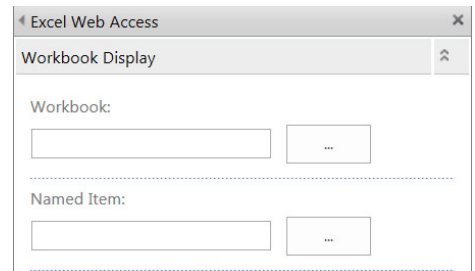 Excel Web Access
Workbook Display
Workbook:
...
Named Item:
...